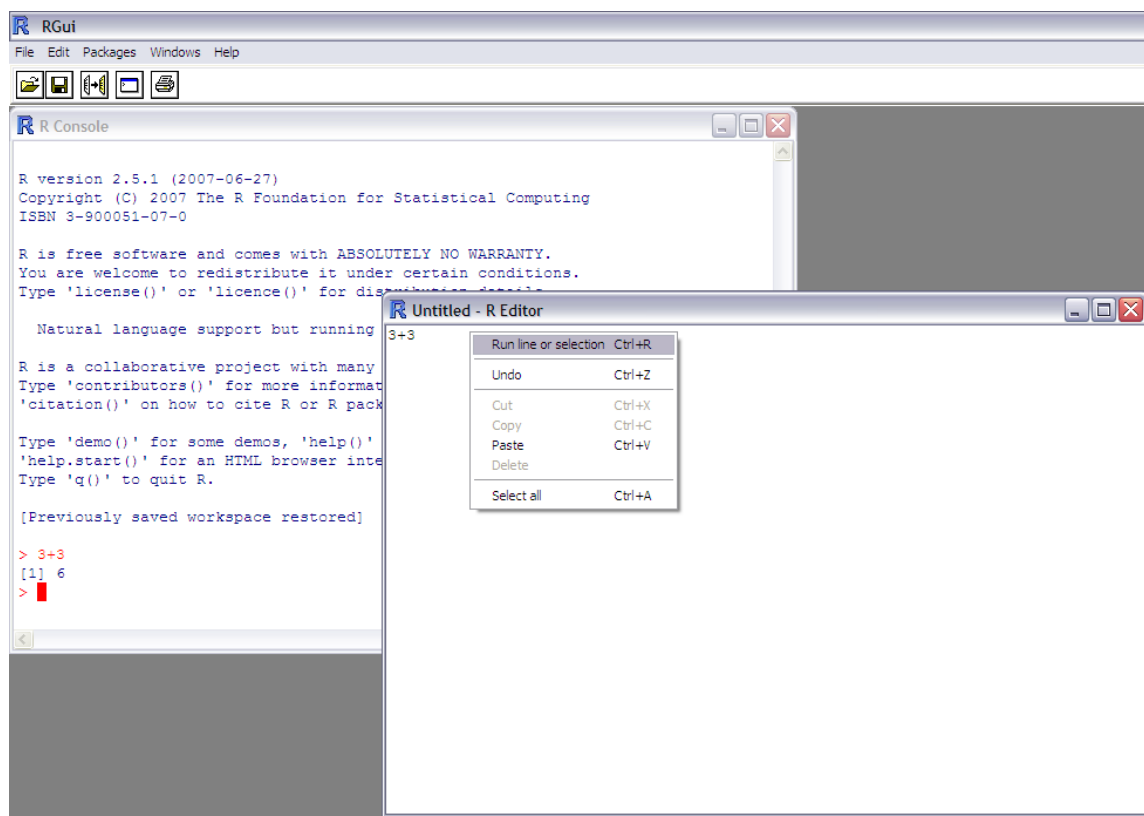 RGui
File Edit Packages Windows Help
R Console
R version 2.5.1 (2007-06-27)
Copyright (C) 2007 The R Foundation for Statistical Computing
ISBN 3-900051-07-0
R is free software and comes with ABSOLUTELY NO WARRANTY.
You are welcome to redistribute it under certain conditions.
Type 'license()' or 'licence()' for distribution details.
Natural language support but running
R is a collaborative project with many
Type 'contributors()' for more informat
'citation()' on how to cite R or R pack
Type 'demo()' for some demos, 'help()'
'help.start()' for an HTML browser inte
Type 'q()' to quit R.
[Previously saved workspace restored]
> 3+3
[1] 6
>
Untitled - R Editor
3+3
Run line or selection Ctrl+R
Undo Ctrl+Z
Cut Ctrl+X
Copy Ctrl+C
Paste Ctrl+V
Delete
Select all Ctrl+A